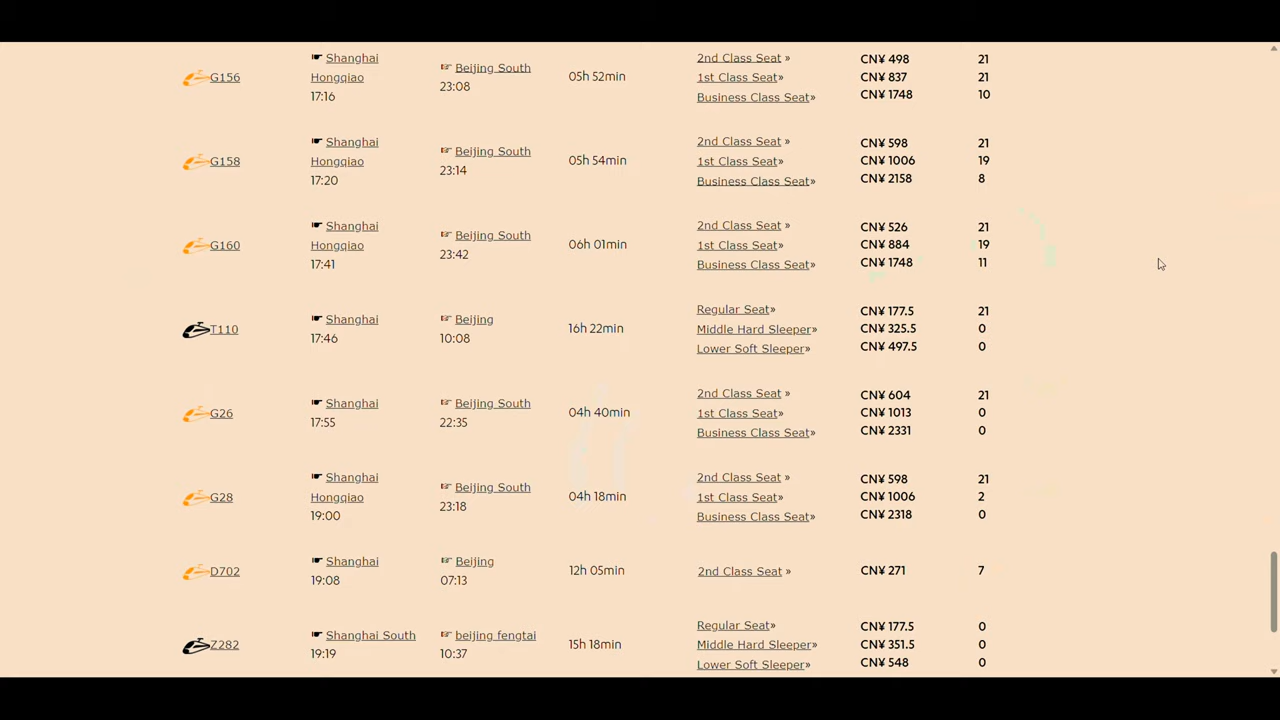 G156 ☛ Shanghai Hongqiao 17:16 ☞ Beijing South 23:08 05h 52min
2nd Class Seat » CN¥ 498 21
1st Class Seat» CN¥ 837 21
Business Class Seat» CN¥ 1748 10
G158 ☛ Shanghai Hongqiao 17:20 ☞ Beijing South 23:14 05h 54min
2nd Class Seat » CN¥ 598 21
1st Class Seat» CN¥ 1006 19
Business Class Seat» CN¥ 2158 8
G160 ☛ Shanghai Hongqiao 17:41 ☞ Beijing South 23:42 06h 01min
2nd Class Seat » CN¥ 526 21
1st Class Seat» CN¥ 884 19
Business Class Seat» CN¥ 1748 11
T110 ☛ Shanghai 17:46 ☞ Beijing 10:08 16h 22min
Regular Seat» CN¥ 177.5 21
Middle Hard Sleeper» CN¥ 325.5 0
Lower Soft Sleeper» CN¥ 497.5 0
G26 ☛ Shanghai 17:55 ☞ Beijing South 22:35 04h 40min
2nd Class Seat » CN¥ 604 21
1st Class Seat» CN¥ 1013 0
Business Class Seat» CN¥ 2331 0
G28 ☛ Shanghai Hongqiao 19:00 ☞ Beijing South 23:18 04h 18min
2nd Class Seat » CN¥ 598 21
1st Class Seat» CN¥ 1006 2
Business Class Seat» CN¥ 2318 0
D702 ☛ Shanghai 19:08 ☞ Beijing 07:13 12h 05min
2nd Class Seat » CN¥ 271 7
Z282 ☛ Shanghai South 19:19 ☞ beijing fengtai 10:37 15h 18min
Regular Seat» CN¥ 177.5 0
Middle Hard Sleeper» CN¥ 351.5 0
Lower Soft Sleeper» CN¥ 548 0